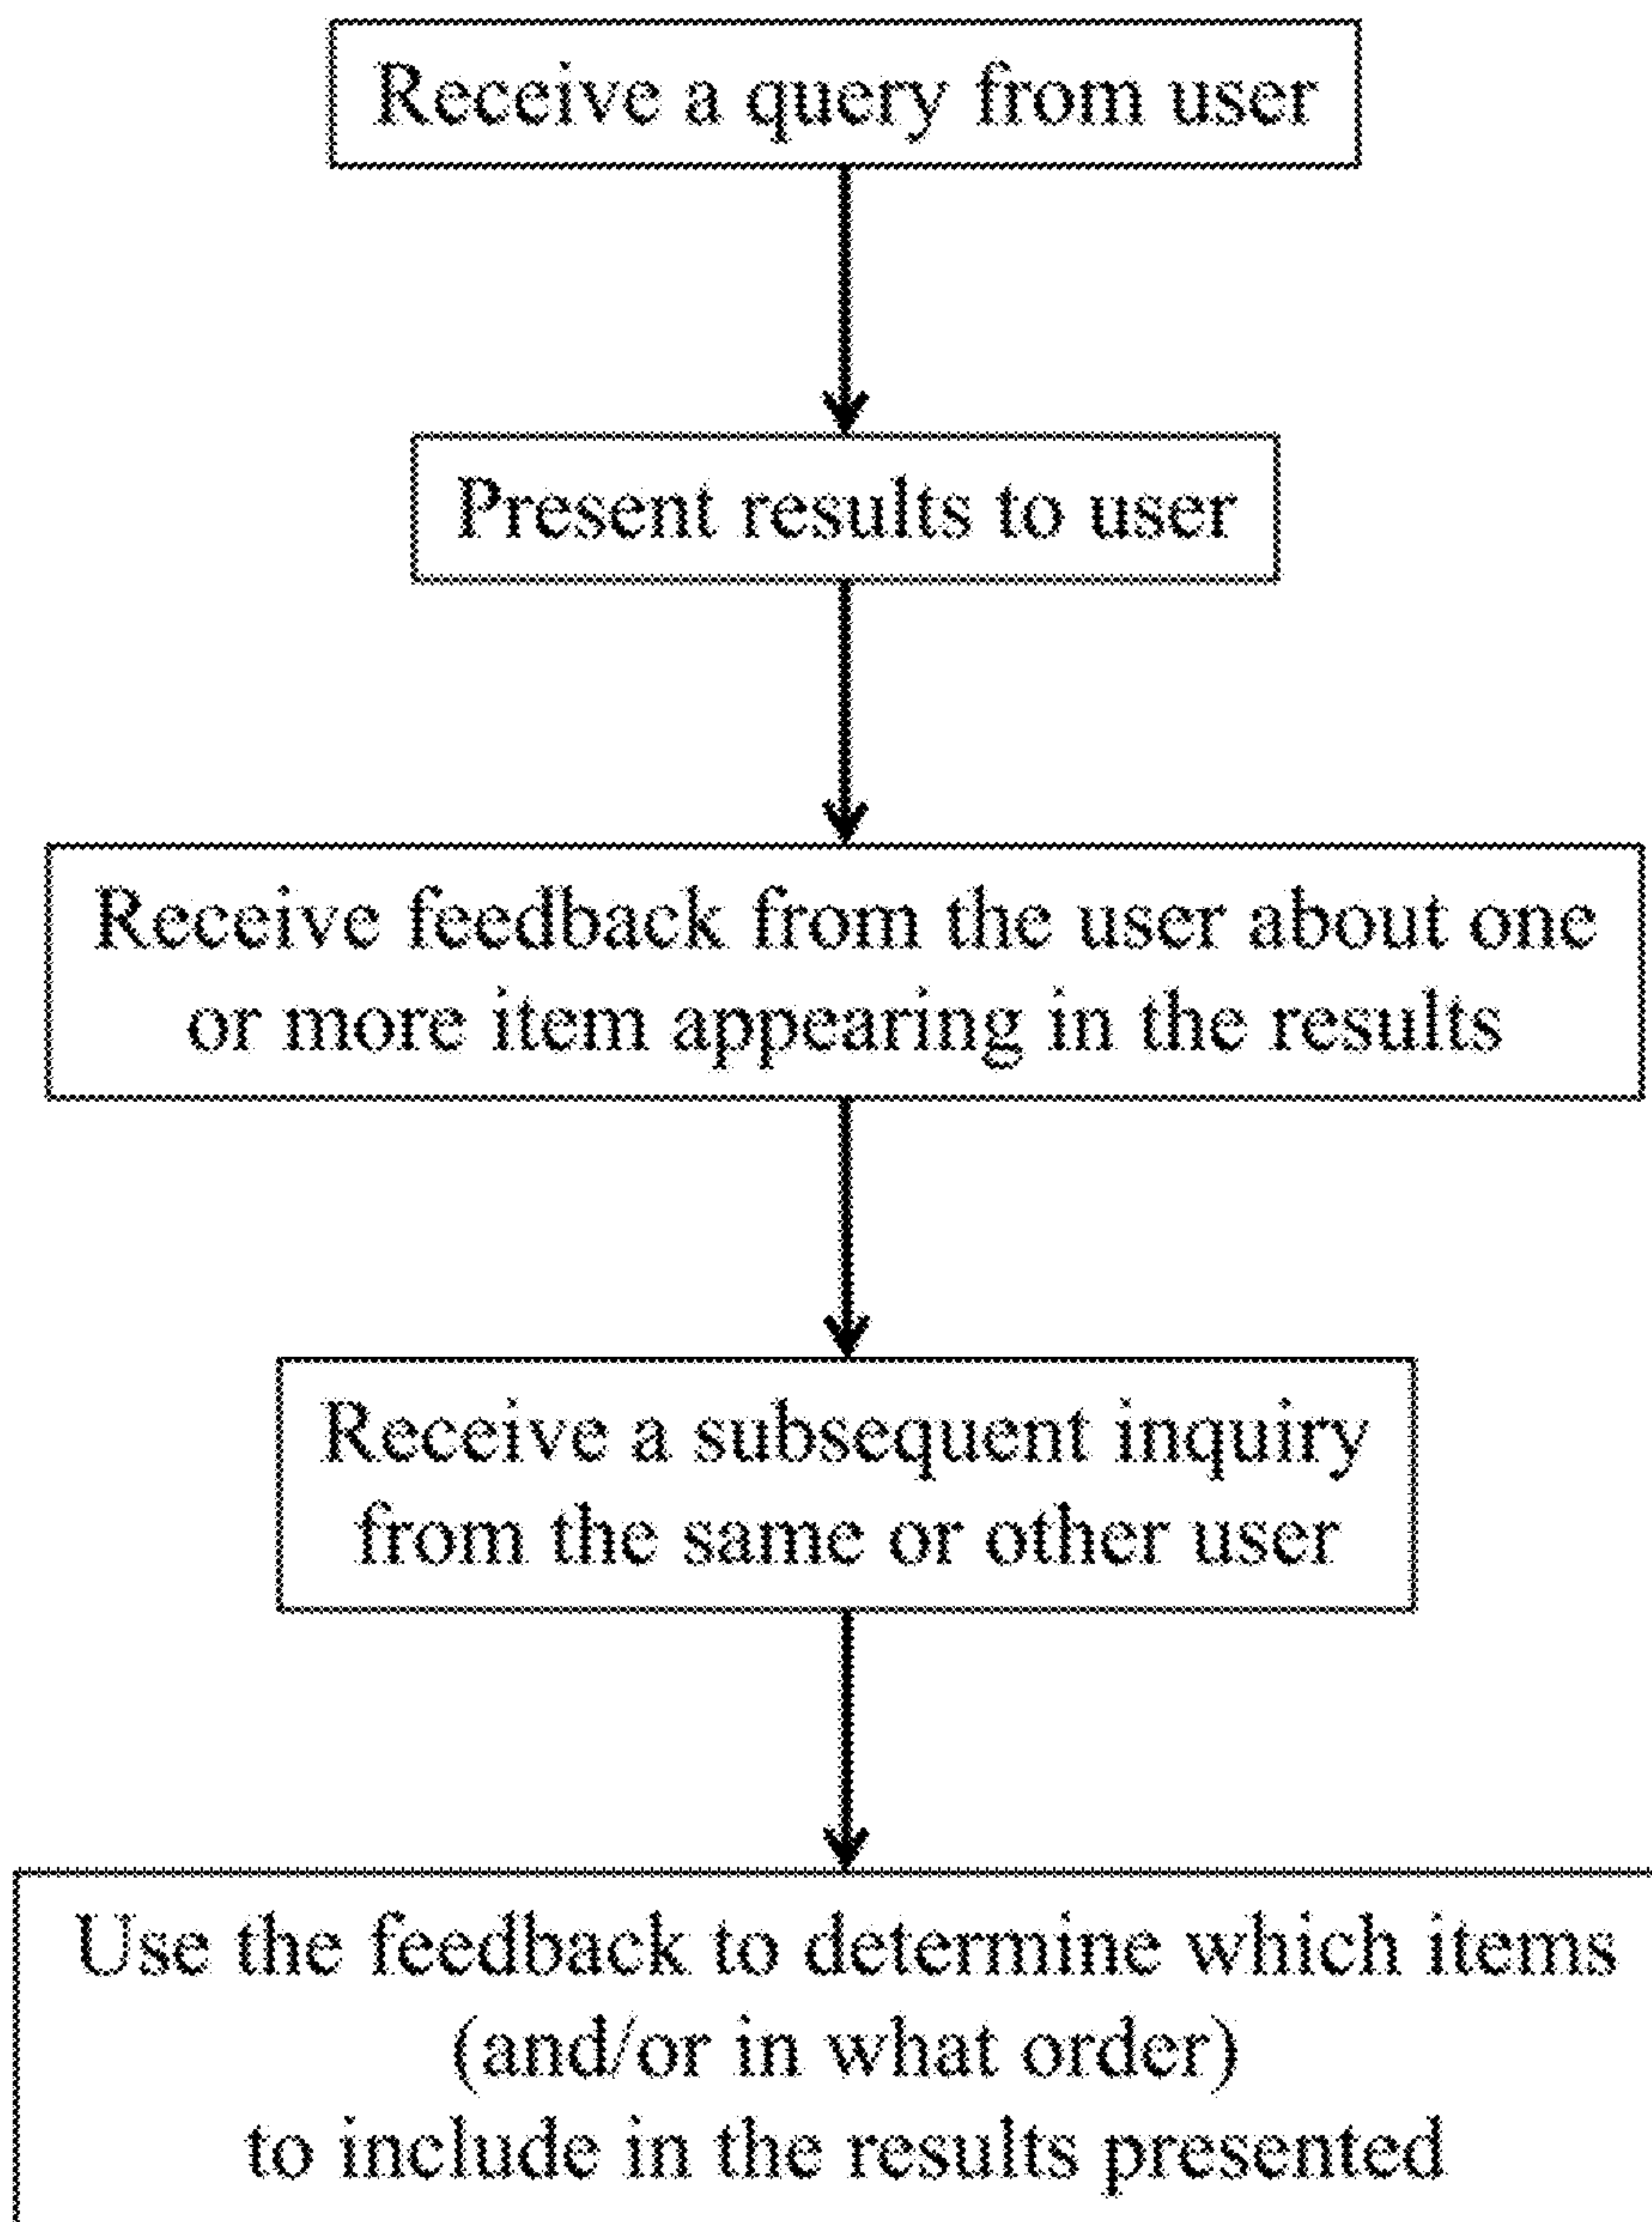 Receive a query from user
Present results to user
Receive feedback from the user about one
or more item appearing in the results
Receive a subsequent inquiry
from the same or other user
Use the feedback to determine which items
(and/or in what order)
to include in the results presented